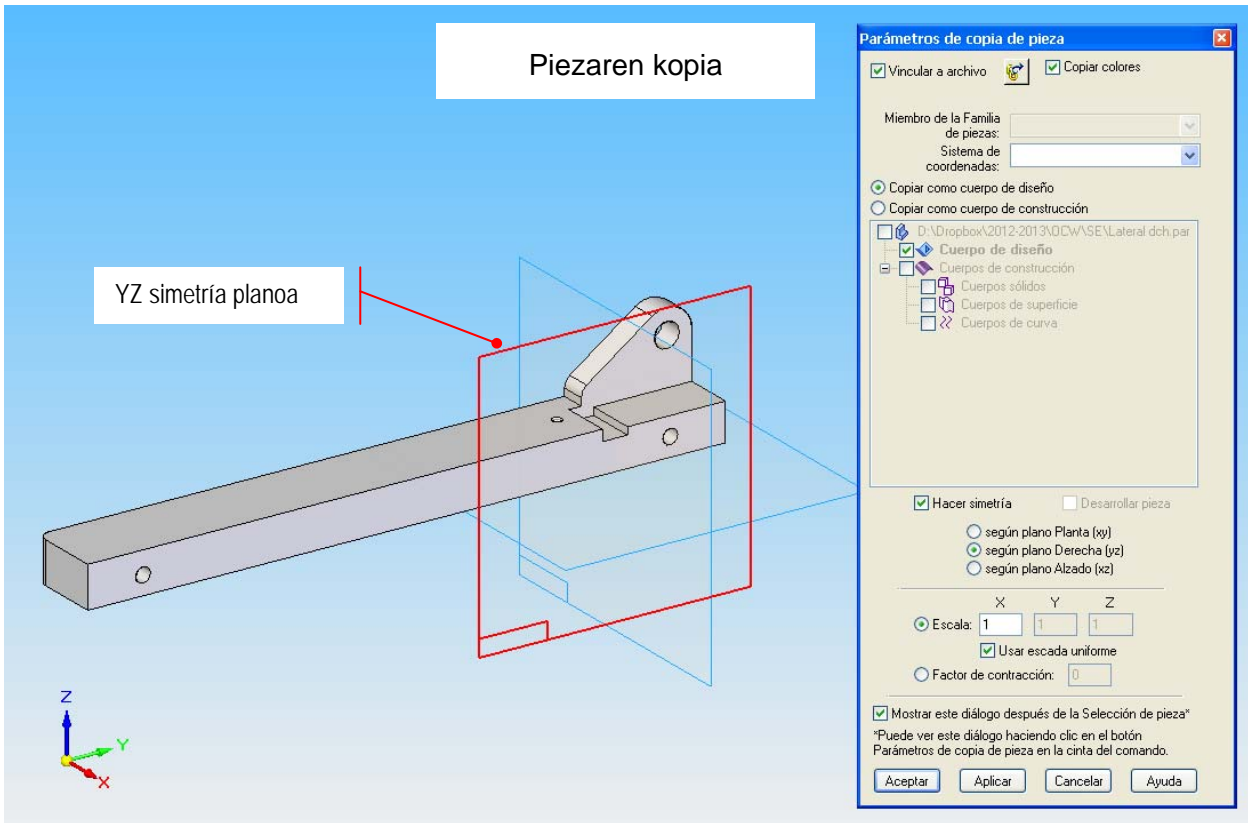 Piezaren kopia
YZ simetría planoa
Z
Y
X
Parámetros de copia de pieza
Vincular a archivo
Copiar colores
Miembro de la Familia
de piezas:
Sistema de
coordenadas:
Copiar como cuerpo de diseño
Copiar como cuerpo de construcción
D:\Dropbox\2012-2013\OCW\SE\Lateral dch.par
Cuerpo de diseño
Cuerpos de construcción
Cuerpos sólidos
Cuerpos de superficie
Cuerpos de curva
Hacer simetría
Desarrollar pieza
según plano Planta (xy)
según plano Derecha (yz)
según plano Alzado (xz)
X Y Z
Escala: 1 1 1
Usar escada uniforme
Factor de contracción: 0
Mostrar este diálogo después de la Selección de pieza*
*Puede ver este diálogo haciendo clic en el botón
Parámetros de copia de pieza en la cinta del comando.
Aceptar Aplicar Cancelar Ayuda